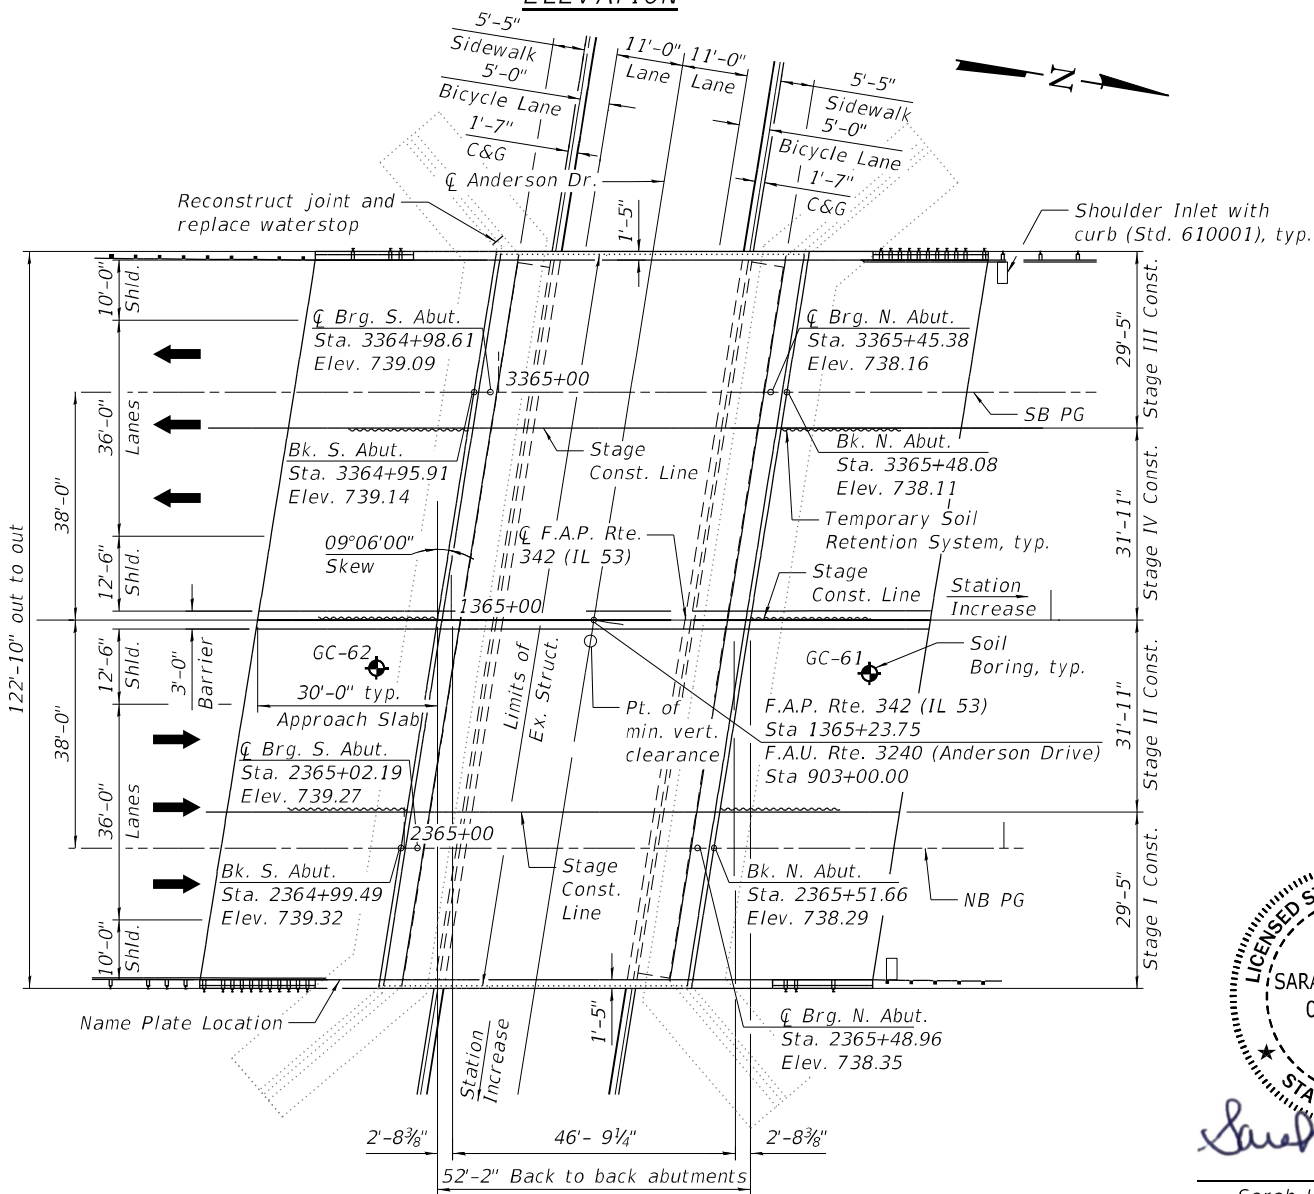 ELEVATION
5'-5"
Sidewalk
5'-0"
Bicycle Lane
1'-7"
C&G
℄ Anderson Dr.
11'-0"
Lane
11'-0"
Lane
5'-5"
Sidewalk
5'-0"
Bicycle Lane
1'-7"
C&G
N
Reconstruct joint and
replace waterstop
1'-5"
Shoulder Inlet with
curb (Std. 610001), typ.
10'-0"
Shld.
36'-0"
Lanes
12'-6"
Shld.
38'-0"
122'-10" out to out
℄ Brg. S. Abut.
Sta. 3364+98.61
Elev. 739.09
3365+00
℄ Brg. N. Abut.
Sta. 3365+45.38
Elev. 738.16
SB PG
29'-5"
Stage III Const.
Bk. S. Abut.
Sta. 3364+95.91
Elev. 739.14
Stage
Const. Line
Bk. N. Abut.
Sta. 3365+48.08
Elev. 738.11
Temporary Soil
Retention System, typ.
31'-11"
Stage IV Const.
09°06'00"
Skew
℄ F.A.P. Rte.
342 (IL 53)
Stage
Const. Line
Station
Increase
1365+00
12'-6"
Shld.
3'-0"
Barrier
38'-0"
36'-0"
Lanes
10'-0"
Shld.
GC-62
30'-0" typ.
Approach Slab
Limits of
Ex. Struct.
Pt. of
min. vert.
clearance
GC-61
Soil
Boring, typ.
F.A.P. Rte. 342 (IL 53)
Sta 1365+23.75
F.A.U. Rte. 3240 (Anderson Drive)
Sta 903+00.00
31'-11"
Stage II Const.
℄ Brg. S. Abut.
Sta. 2365+02.19
Elev. 739.27
2365+00
Bk. S. Abut.
Sta. 2364+99.49
Elev. 739.32
Stage
Const.
Line
Bk. N. Abut.
Sta. 2365+51.66
Elev. 738.29
NB PG
29'-5"
Stage I Const.
Name Plate Location
Station
Increase
1'-5"
℄ Brg. N. Abut.
Sta. 2365+48.96
Elev. 738.35
2'-8⅜"
46'- 9¼"
2'-8⅜"
52'-2" Back to back abutments
LICENSED
SARA